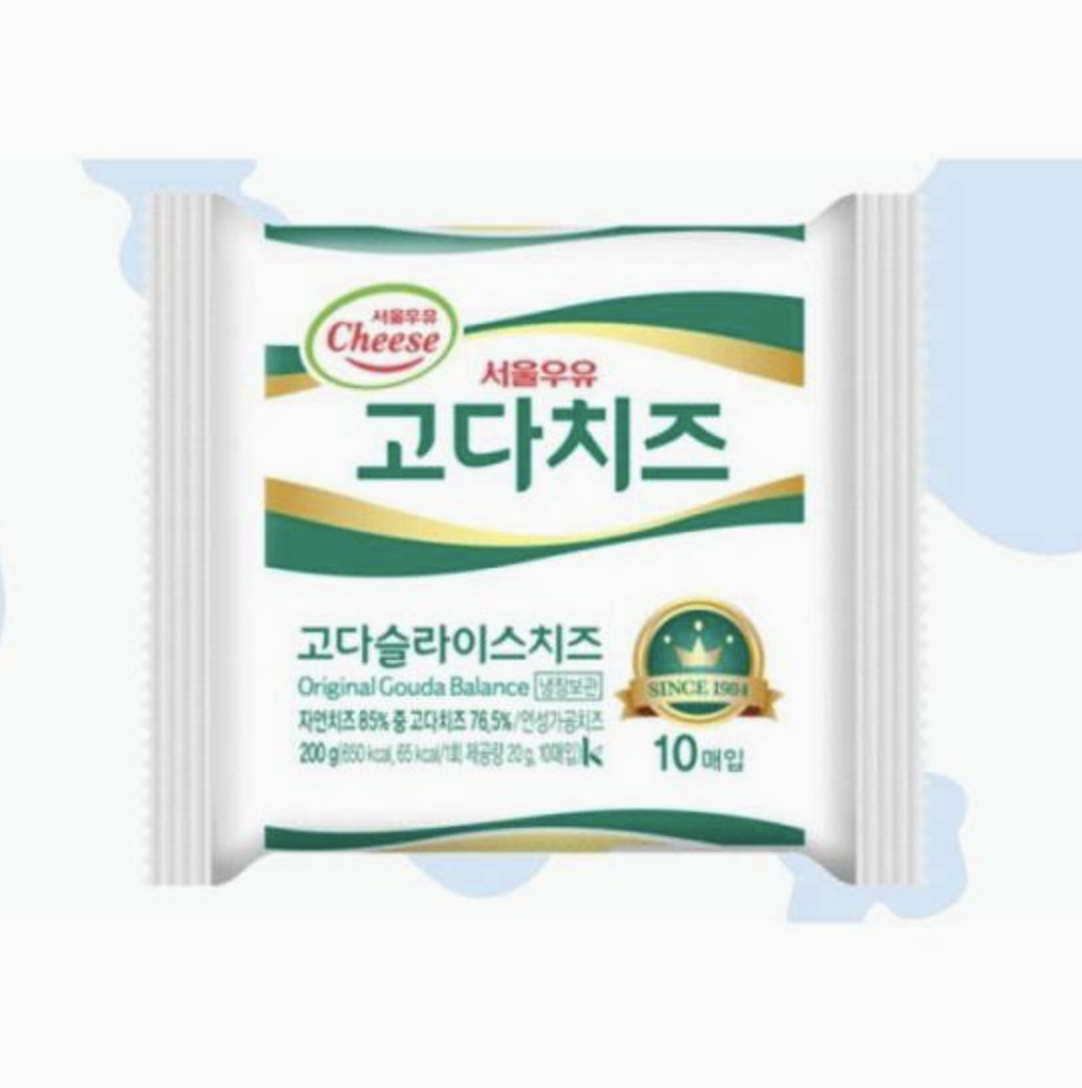 서울우유
Cheese
서울우유
고다치즈
고다슬라이스치즈
Original Gouda Balance 냉장보관
자연치즈 85% 중 고다치즈 76.5%/연성가공치즈
200 g(650 kcal, 65 kcal/1회 제공량 20 g, 10매입)
SINCE 1984
10매입